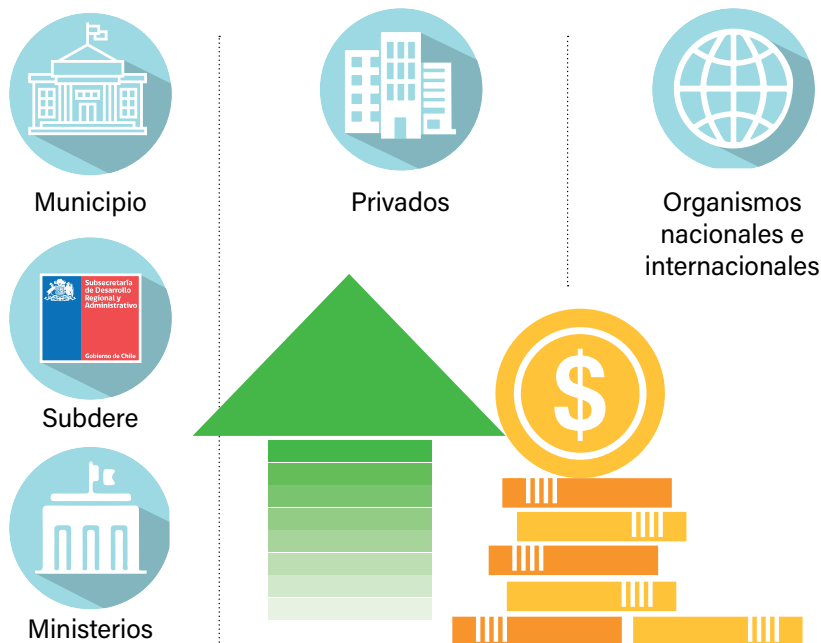 Municipio
Privados
Organismos
nacionales e
internacionales
Subsecretaría
de Desarrollo
Regional y
Administrativo
Gobierno de Chile
Subdere
$
Ministerios